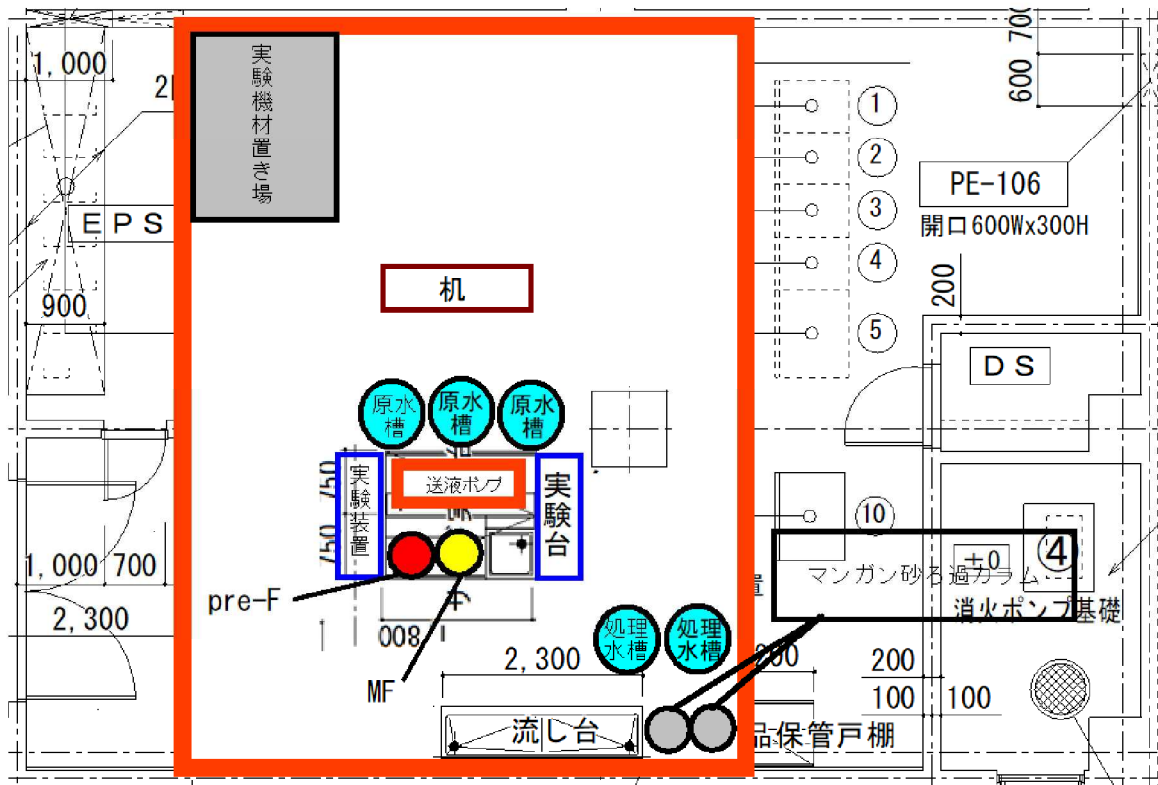 1,000
実験機材置き場
700
600
①
②
PE-106
③
開口600Wx300H
EPS
④
机
200
900
⑤
DS
原水槽
原水槽
原水槽
750
実験装置
送液ポンプ
実験台
750
⑩
1,000
700
±0
④
マンガン砂ろ過カラム
置
pre-F
消火ポンプ基礎
2,300
800
処理水槽
処理水槽
2,300
200
100
100
MF
流し台
品保管戸棚